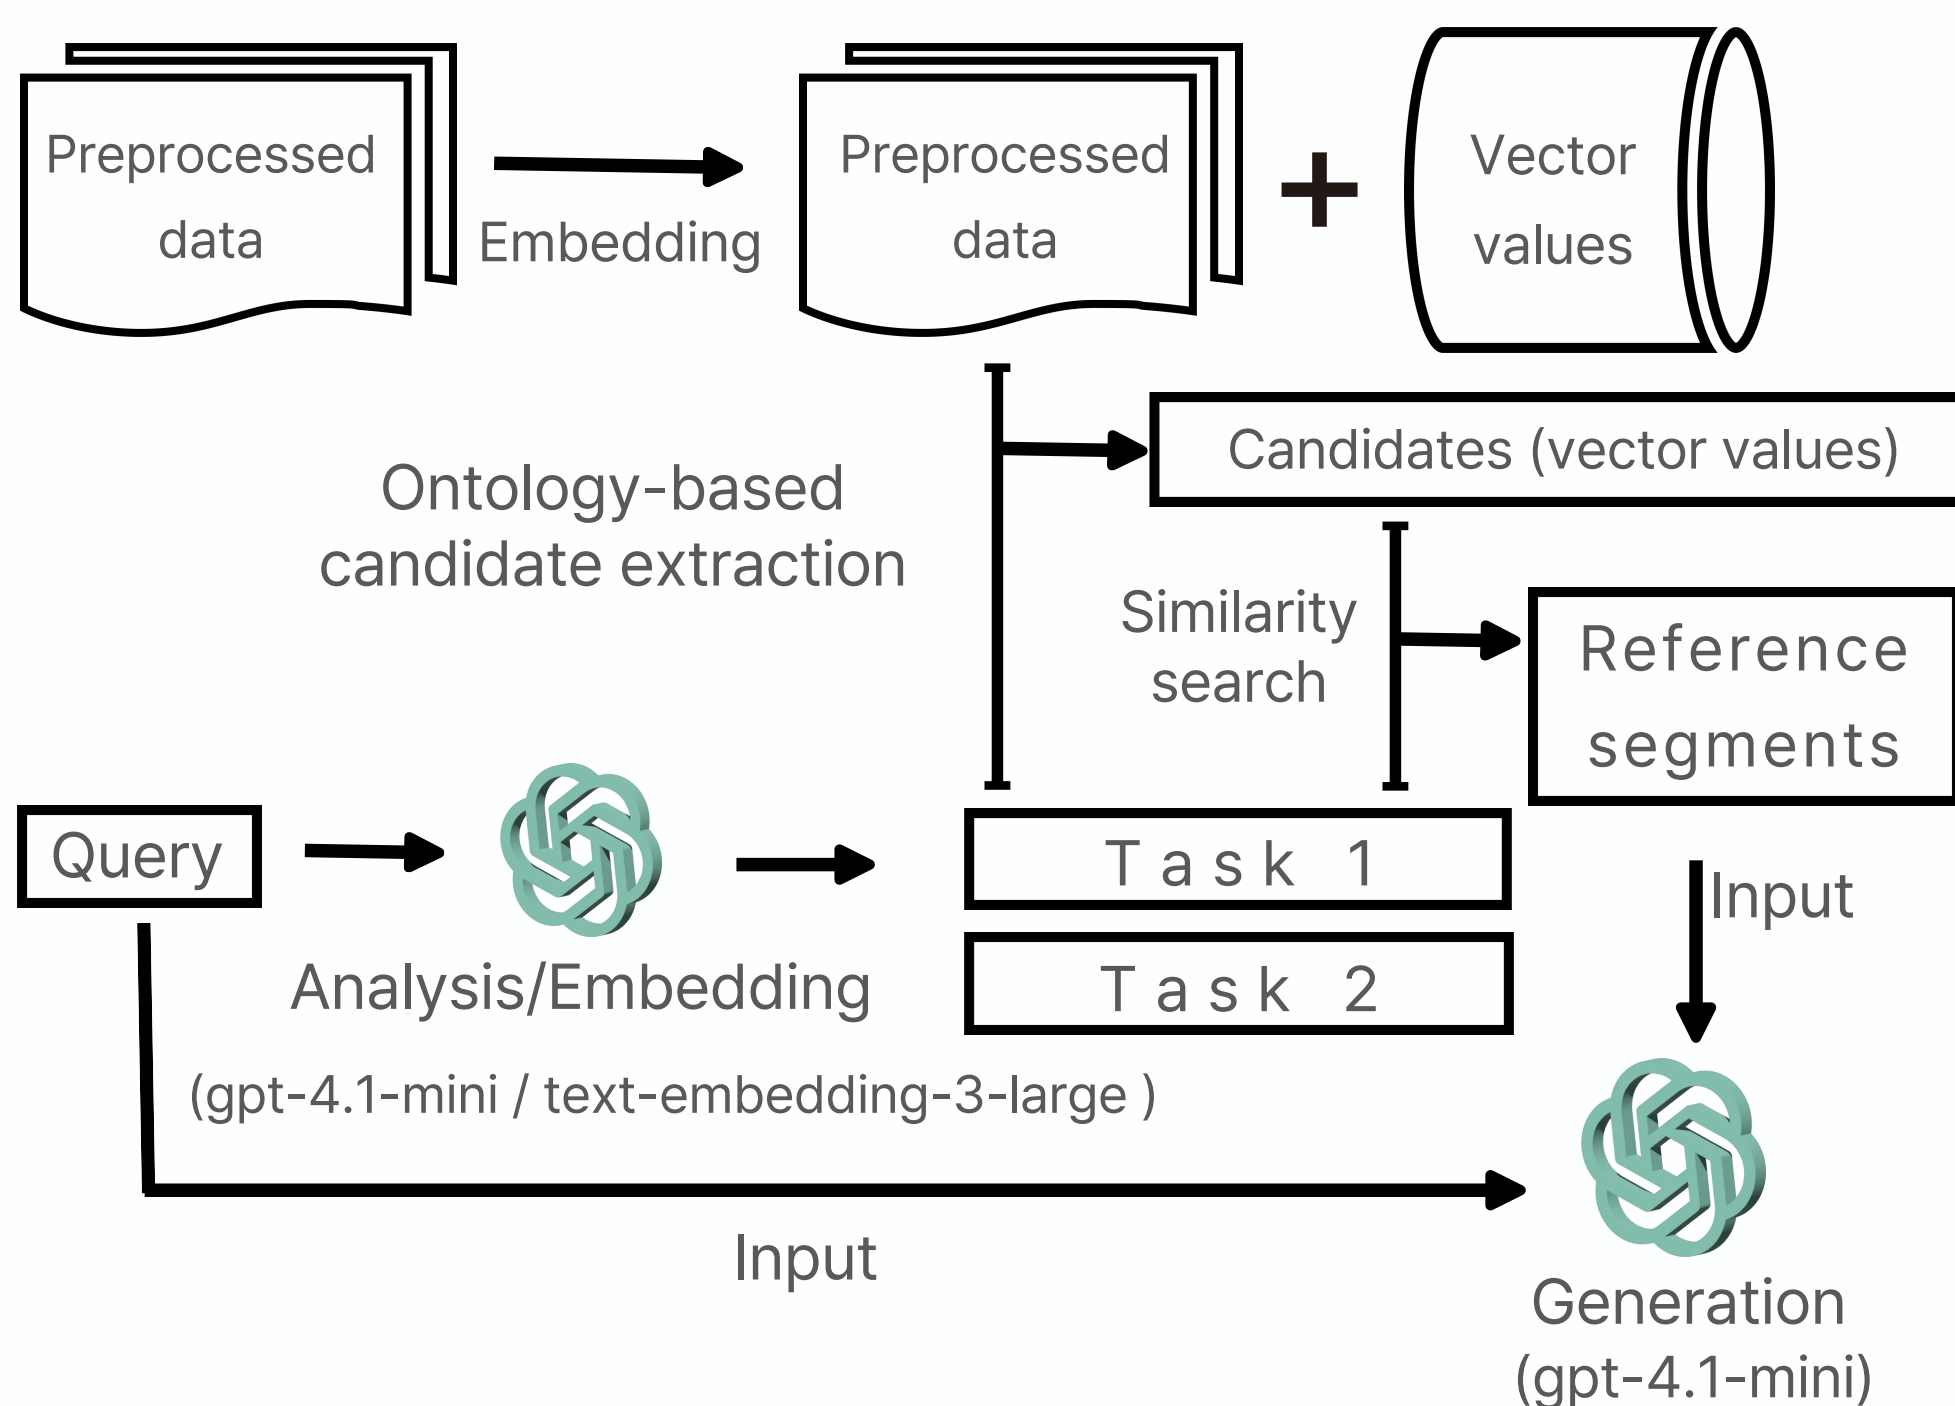 Preprocessed
data
Embedding
Preprocessed
data
+
Vector
values
Candidates (vector values)
Ontology-based
candidate extraction
Similarity
search
Reference
segments
Query
Analysis/Embedding
(gpt-4.1-mini / text-embedding-3-large )
Task 1
Task 2
Input
Input
Generation
(gpt-4.1-mini)